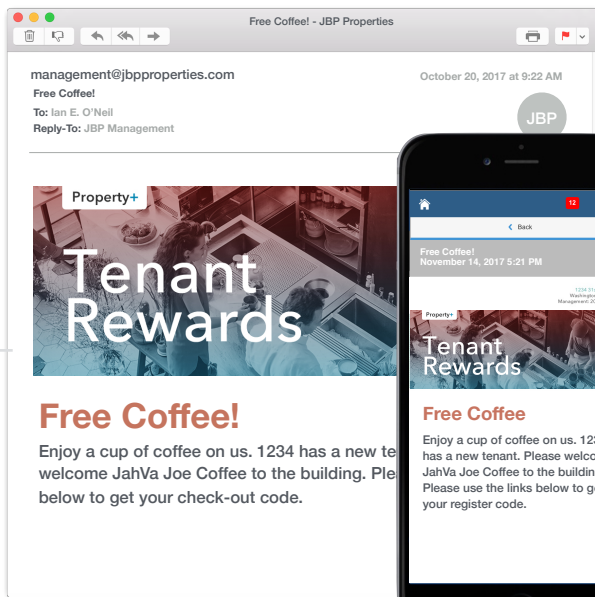 Free Coffee! - JBP Properties
management@jbpproperties.com
October 20, 2017 at 9:22 AM
Free Coffee!
To: Ian E. O'Neil
Reply-To: JBP Management
JBP
Property+
Tenant
Rewards
Free Coffee!
Enjoy a cup of coffee on us. 1234 has a new te
welcome JahVa Joe Coffee to the building. Ple
below to get your check-out code.
12
Back
Free Coffee!
November 14, 2017 5:21 PM
1234 21
Washingto
Management 20
Property+
Tenant
Rewards
Free Coffee
Enjoy a cup of coffee on us. 123
has a new tenant. Please welco
JahVa Joe Coffee to the buildin
Please use the links below to g
your register code.